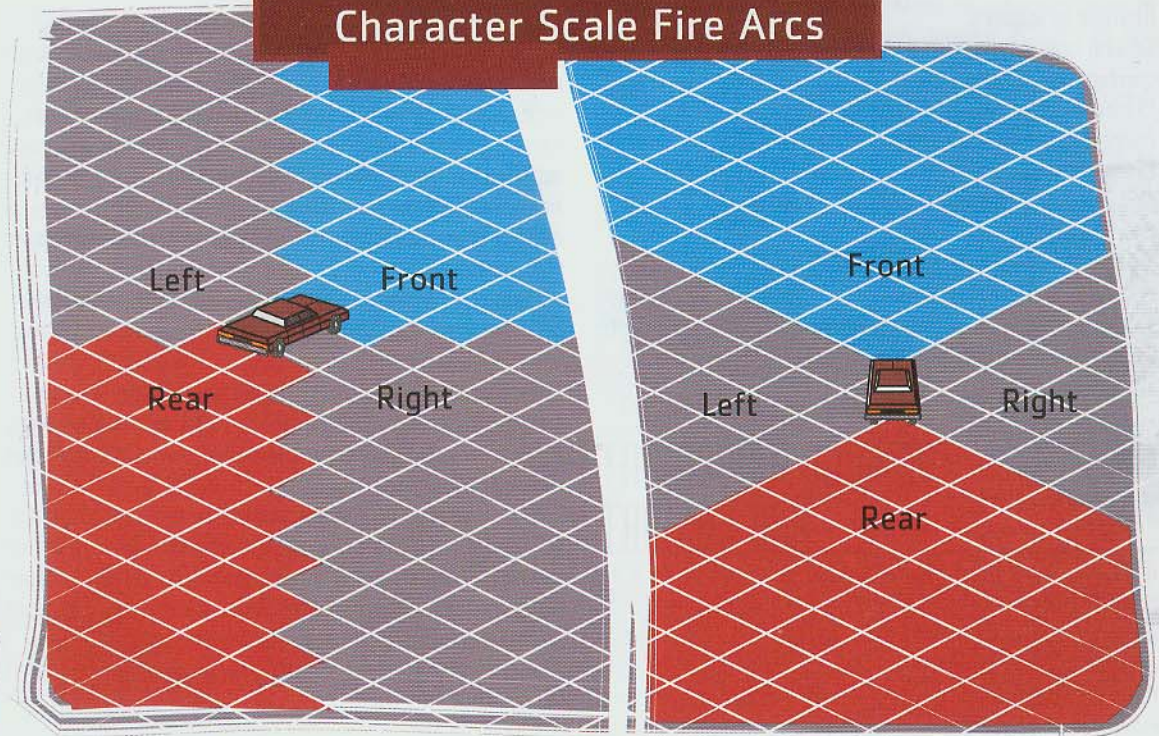 Character Scale Fire Arcs
Left
Front
Rear
Right
Front
Left
Right
Rear